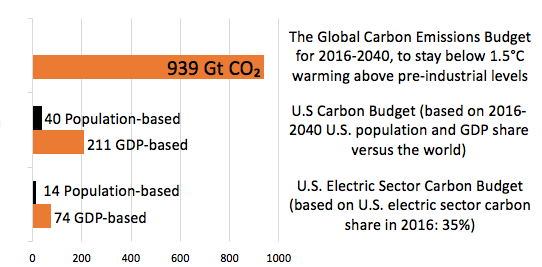 939 Gt CO₂
The Global Carbon Emissions Budget
for 2016-2040, to stay below 1.5°C
warming above pre-industrial levels
40 Population-based
211 GDP-based
U.S Carbon Budget (based on 2016-
2040 U.S. population and GDP share
versus the world)
14 Population-based
74 GDP-based
U.S. Electric Sector Carbon Budget
(based on U.S. electric sector carbon
share in 2016: 35%)
0 200 400 600 800 1000